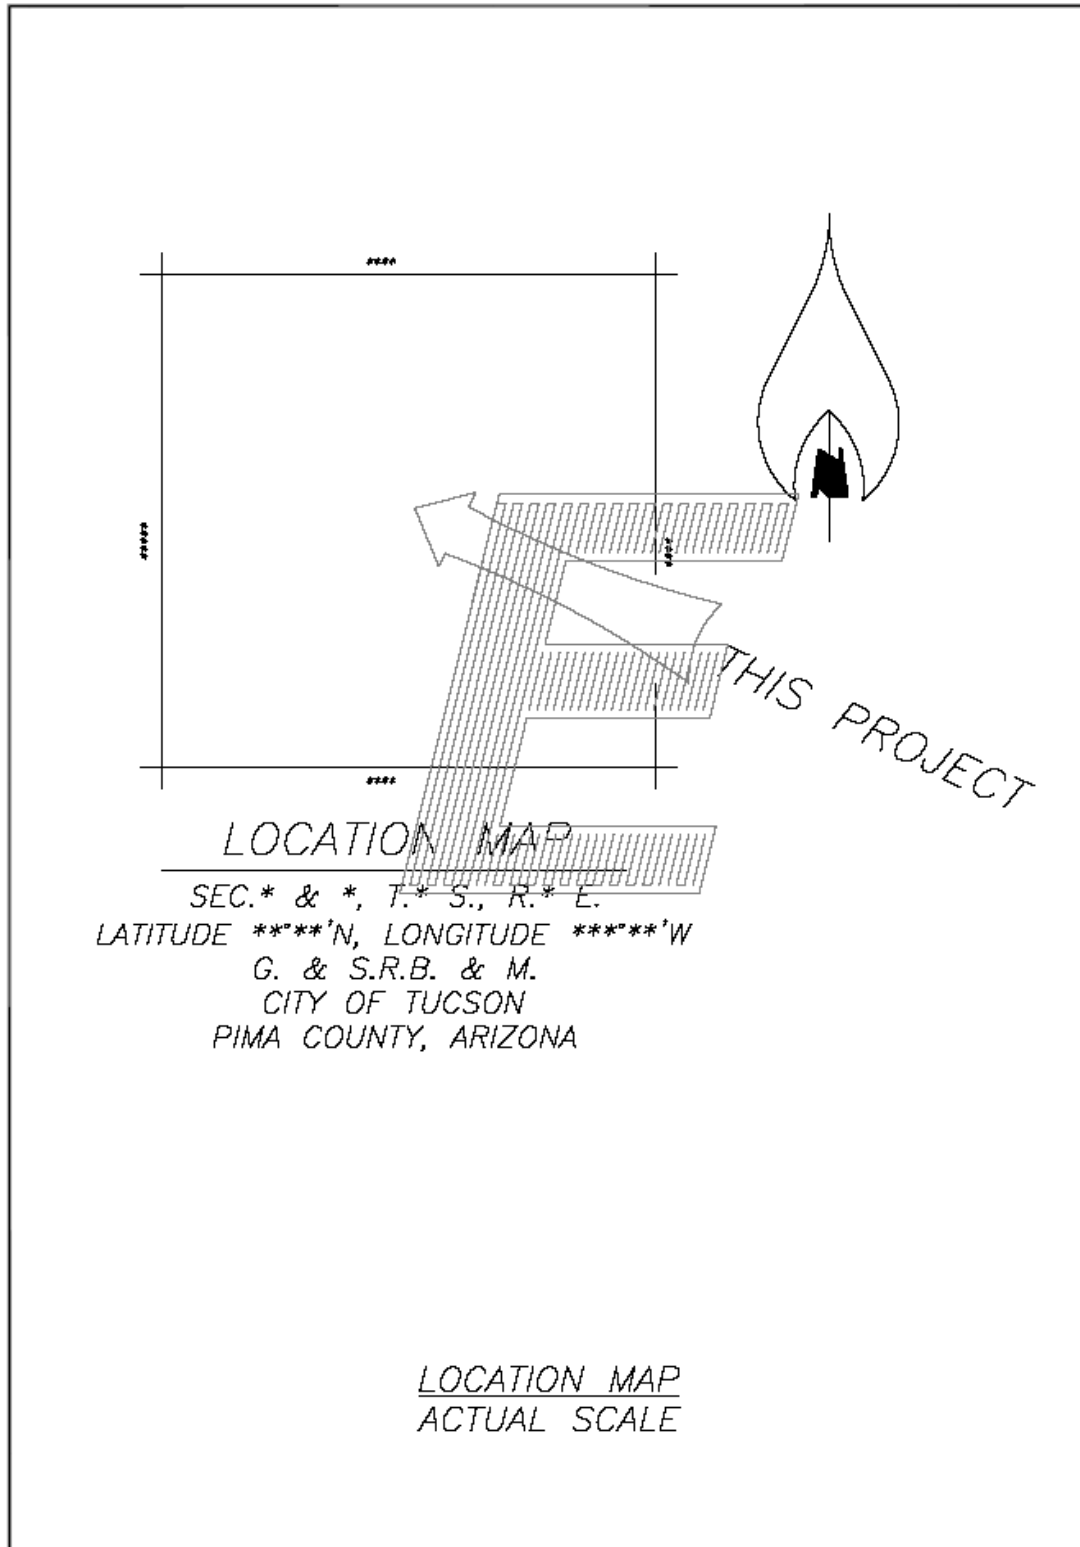 ****
*****
****
N
E
THIS PROJECT
****
LOCATION MAP
SEC.* & *, T.* S., R.* E.
LATITUDE **°**'N, LONGITUDE ***°**'W
G. & S.R.B. & M.
CITY OF TUCSON
PIMA COUNTY, ARIZONA
LOCATION MAP
ACTUAL SCALE